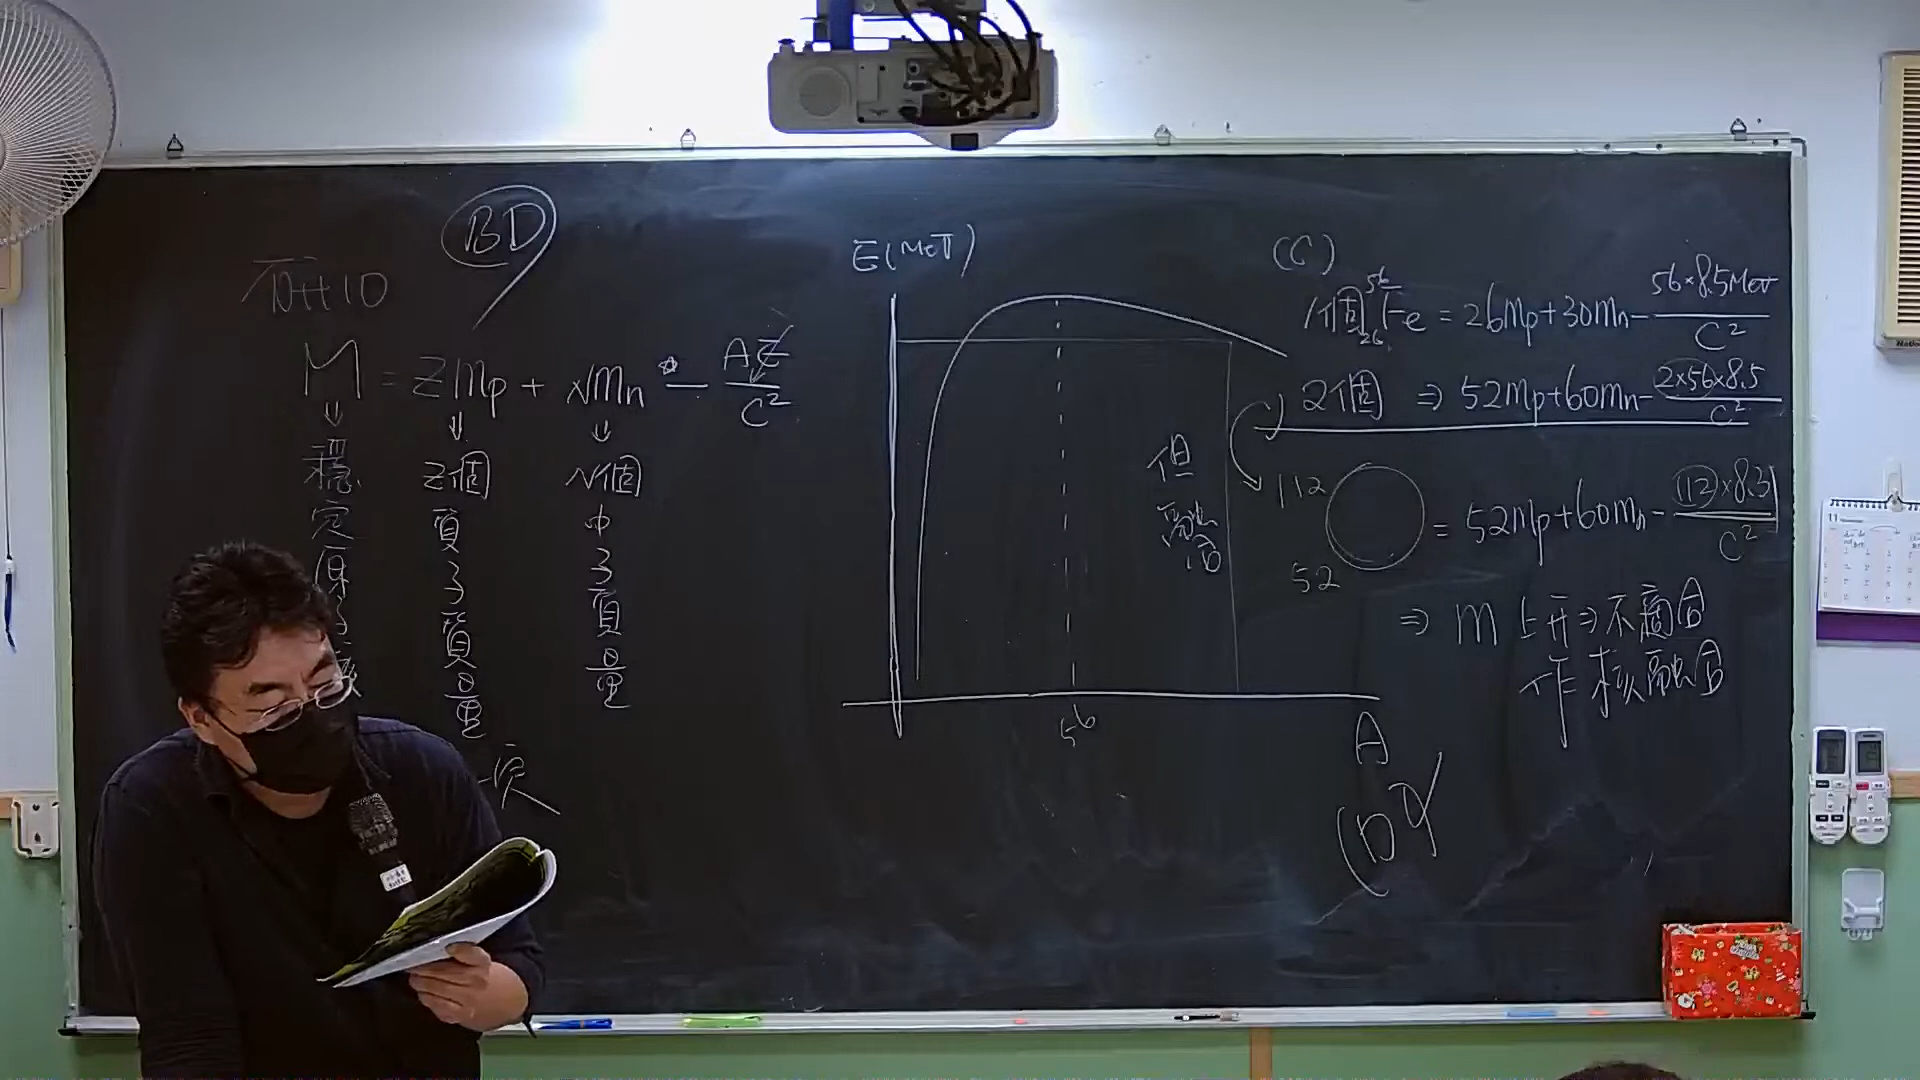 BD
M = ZMp + NMn - AE/C²
穩定原子
Z個質子質量
N個中子質量
E(MeV)
56
A
但融合
(C)
1個 ⁵⁶₂₆Fe = 26Mp+30Mn - 56×8.5MeV/C²
2個 ⇒ 52Mp+60Mn - 2×56×8.5/C²
112
52
= 52Mp+60Mn - 112×8.3/C²
⇒ m 上升 ⇒ 不適合
作核融合
(D)
11